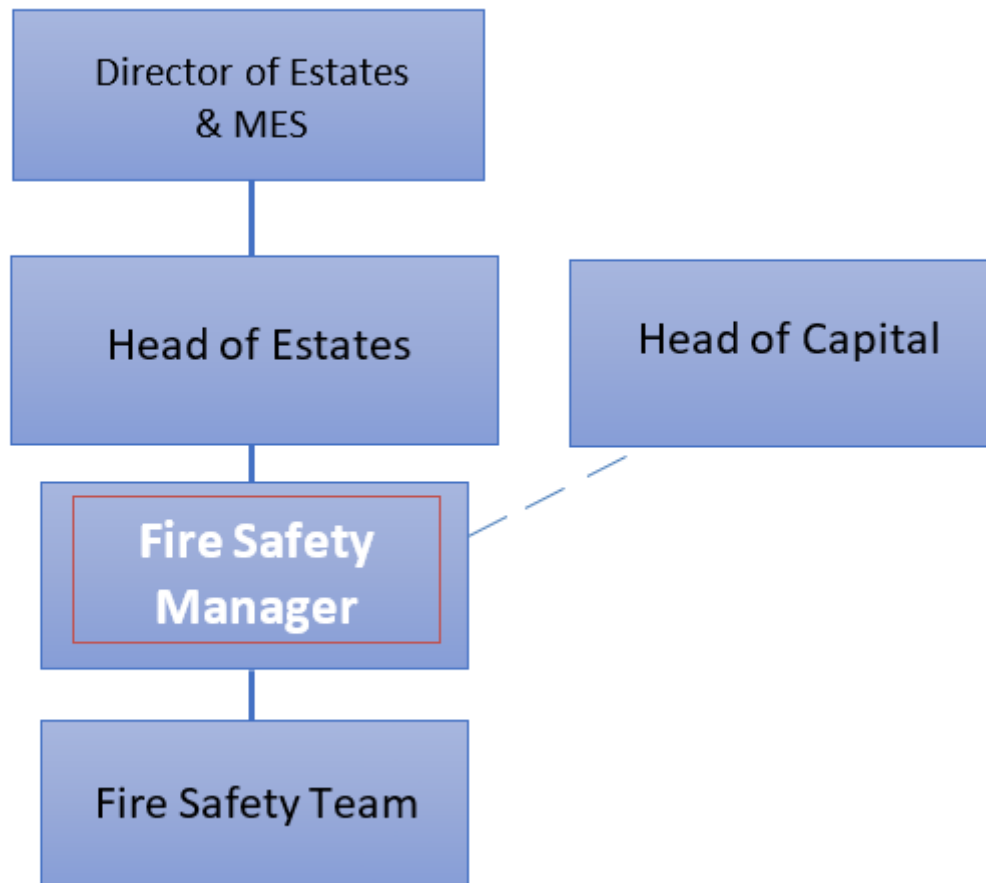 Director of Estates
& MES
Head of Estates
Head of Capital
Fire Safety
Manager
Fire Safety Team